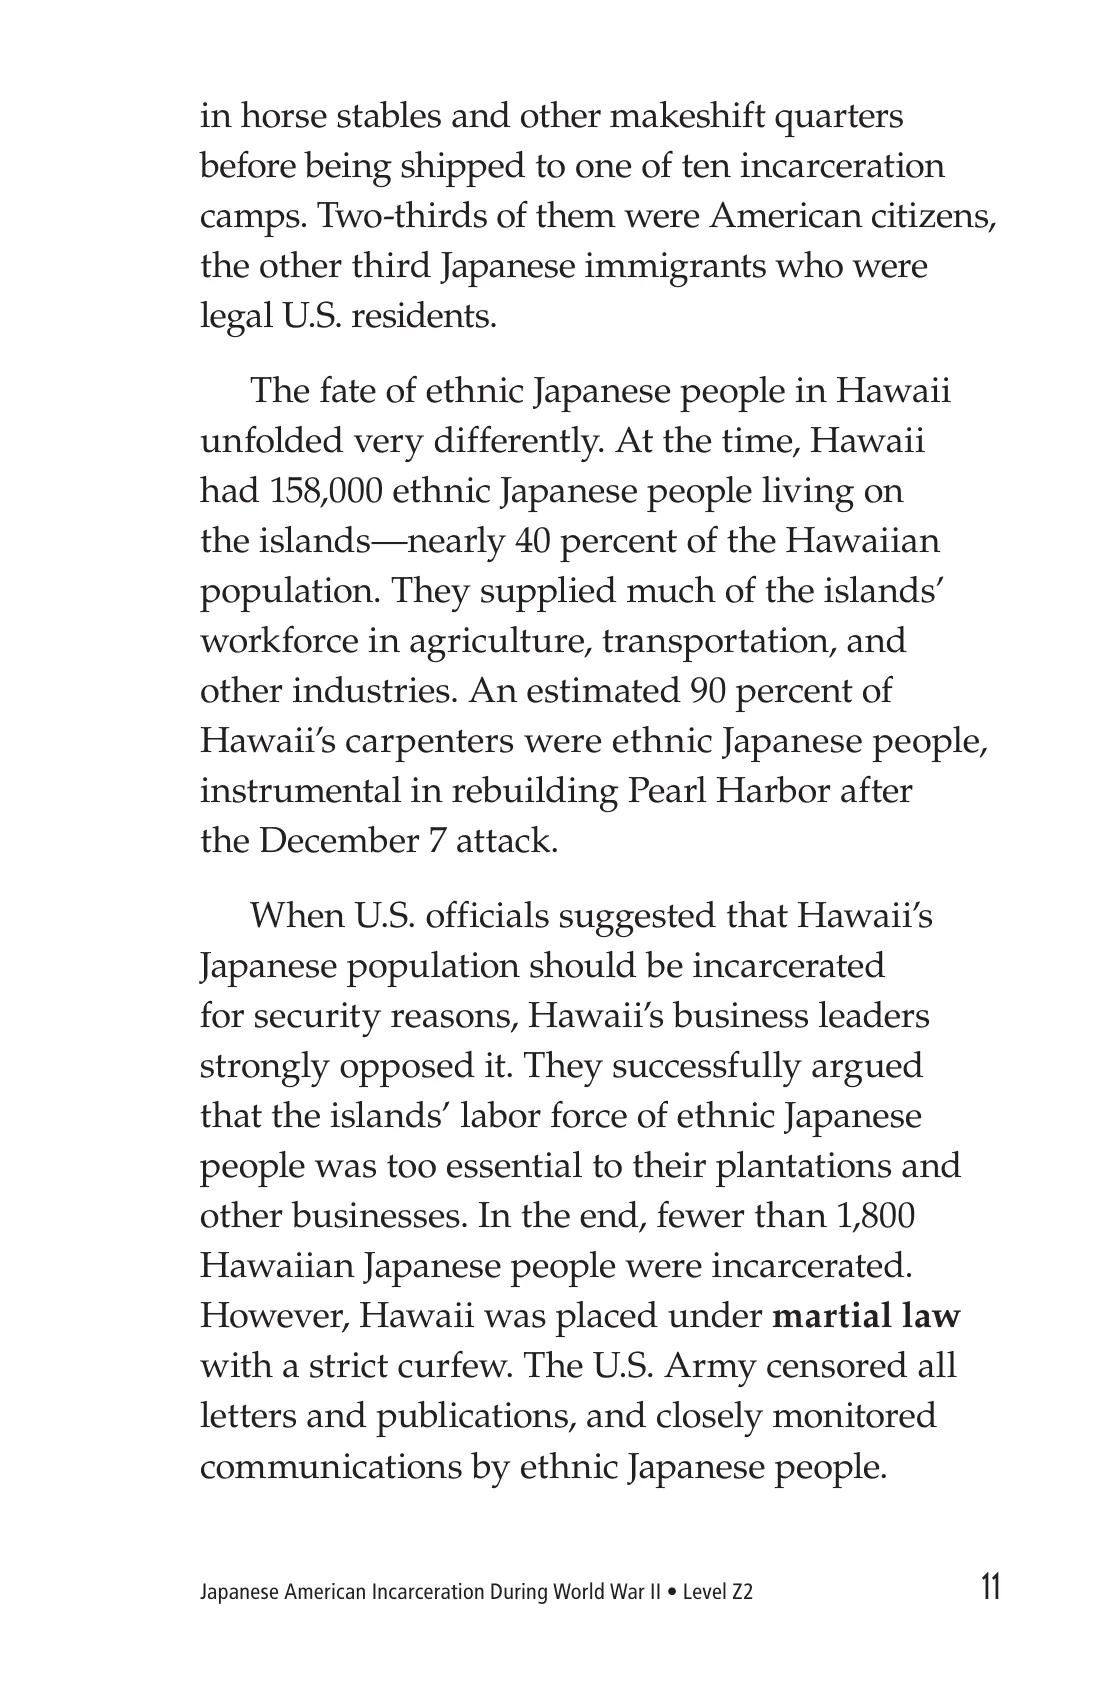 in horse stables and other makeshift quarters
before being shipped to one of ten incarceration
camps. Two-thirds of them were American citizens,
the other third Japanese immigrants who were
legal U.S. residents.
The fate of ethnic Japanese people in Hawaii
unfolded very differently. At the time, Hawaii
had 158,000 ethnic Japanese people living on
the islands—nearly 40 percent of the Hawaiian
population. They supplied much of the islands’
workforce in agriculture, transportation, and
other industries. An estimated 90 percent of
Hawaii’s carpenters were ethnic Japanese people,
instrumental in rebuilding Pearl Harbor after
the December 7 attack.
When U.S. officials suggested that Hawaii’s
Japanese population should be incarcerated
for security reasons, Hawaii’s business leaders
strongly opposed it. They successfully argued
that the islands’ labor force of ethnic Japanese
people was too essential to their plantations and
other businesses. In the end, fewer than 1,800
Hawaiian Japanese people were incarcerated.
However, Hawaii was placed under martial law
with a strict curfew. The U.S. Army censored all
letters and publications, and closely monitored
communications by ethnic Japanese people.
Japanese American Incarceration During World War II • Level Z2 11